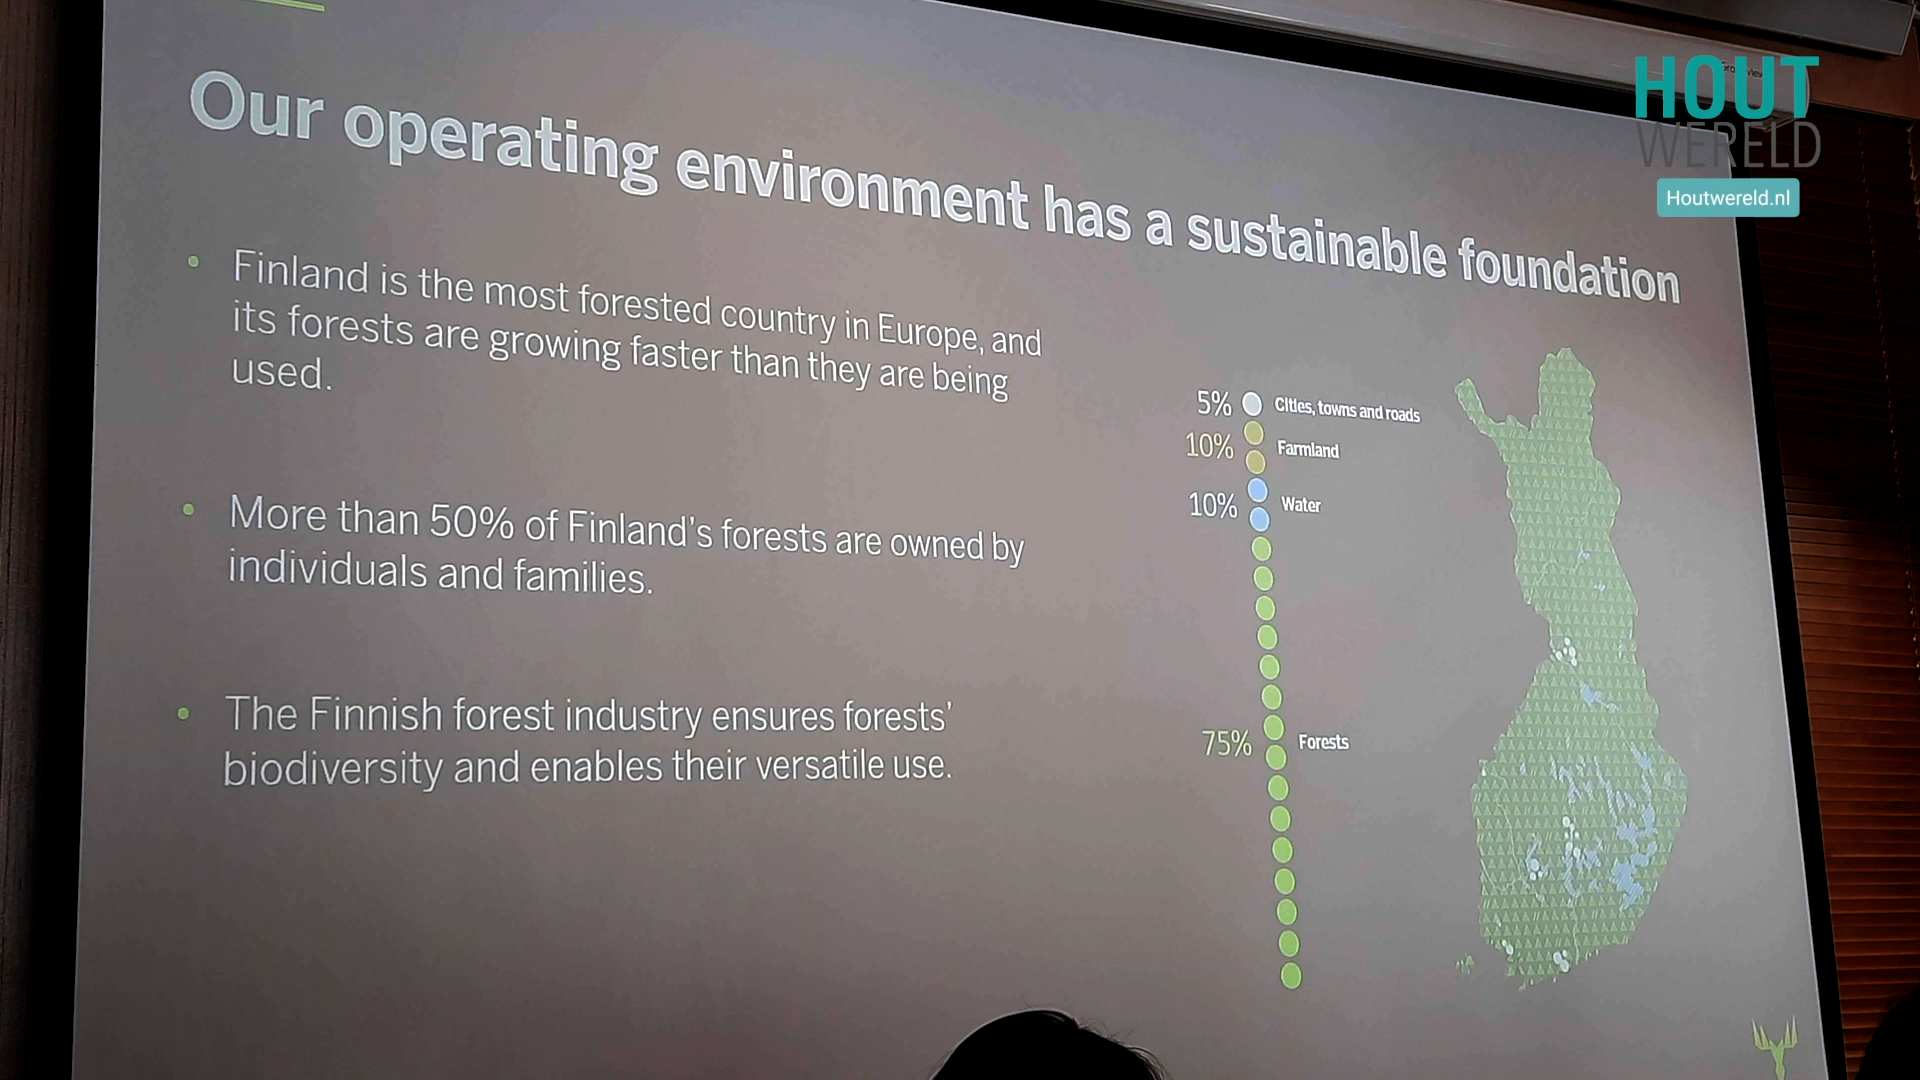 HOUT
WERELD
Houtwereld.nl
Our operating environment has a sustainable foundation
• Finland is the most forested country in Europe, and
its forests are growing faster than they are being
used.
• More than 50% of Finland's forests are owned by
individuals and families.
• The Finnish forest industry ensures forests'
biodiversity and enables their versatile use.
5% Cities, towns and roads
10% Farmland
10% Water
75% Forests